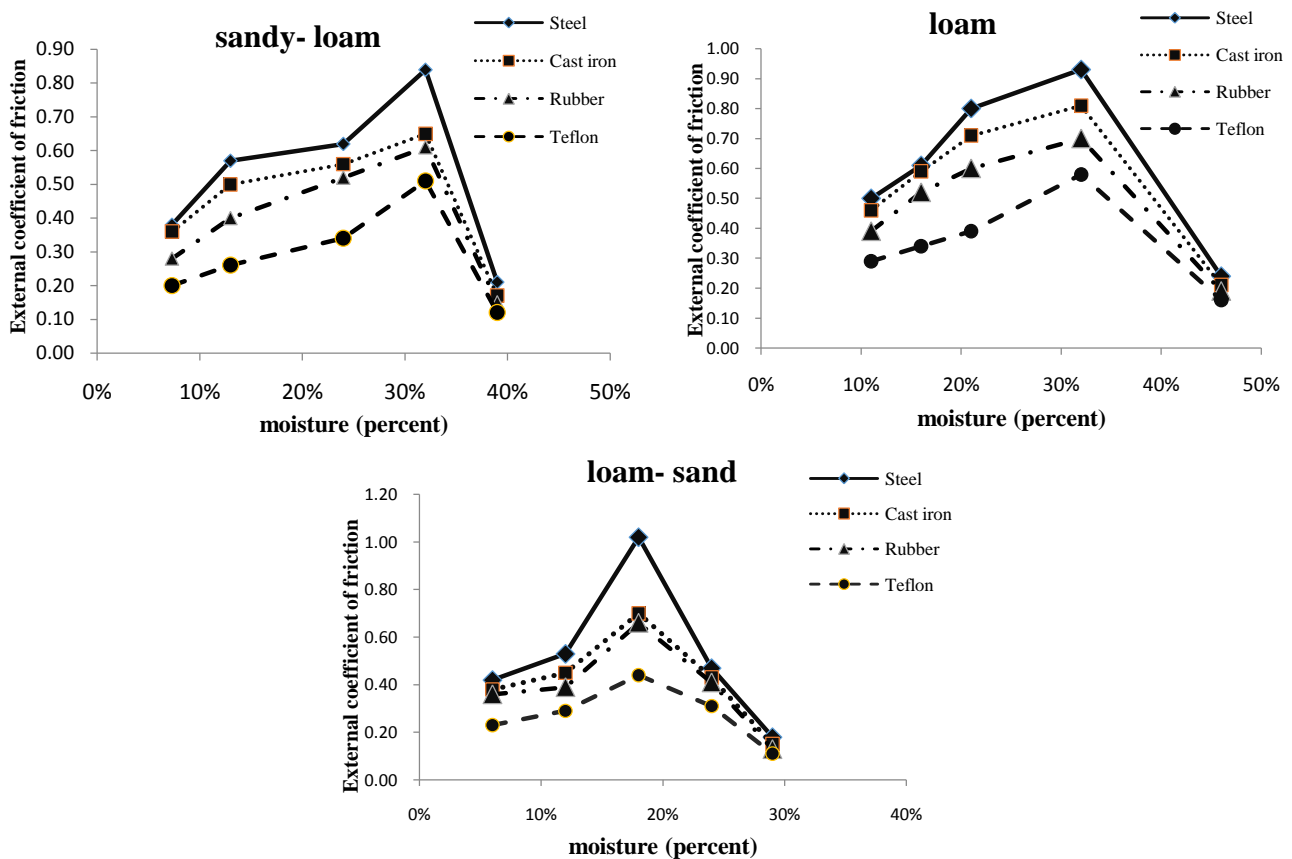 sandy- loam
Steel
Cast iron
Rubber
Teflon
External coefficient of friction
0.90
0.80
0.70
0.60
0.50
0.40
0.30
0.20
0.10
0.00
0% 10% 20% 30% 40% 50%
moisture (percent)
loam
Steel
Cast iron
Rubber
Teflon
External coefficient of friction
1.00
0.90
0.80
0.70
0.60
0.50
0.40
0.30
0.20
0.10
0.00
0% 10% 20% 30% 40% 50%
moisture (percent)
loam- sand
Steel
Cast iron
Rubber
Teflon
External coefficient of friction
1.20
1.00
0.80
0.60
0.40
0.20
0.00
0% 10% 20% 30% 40%
moisture (percent)